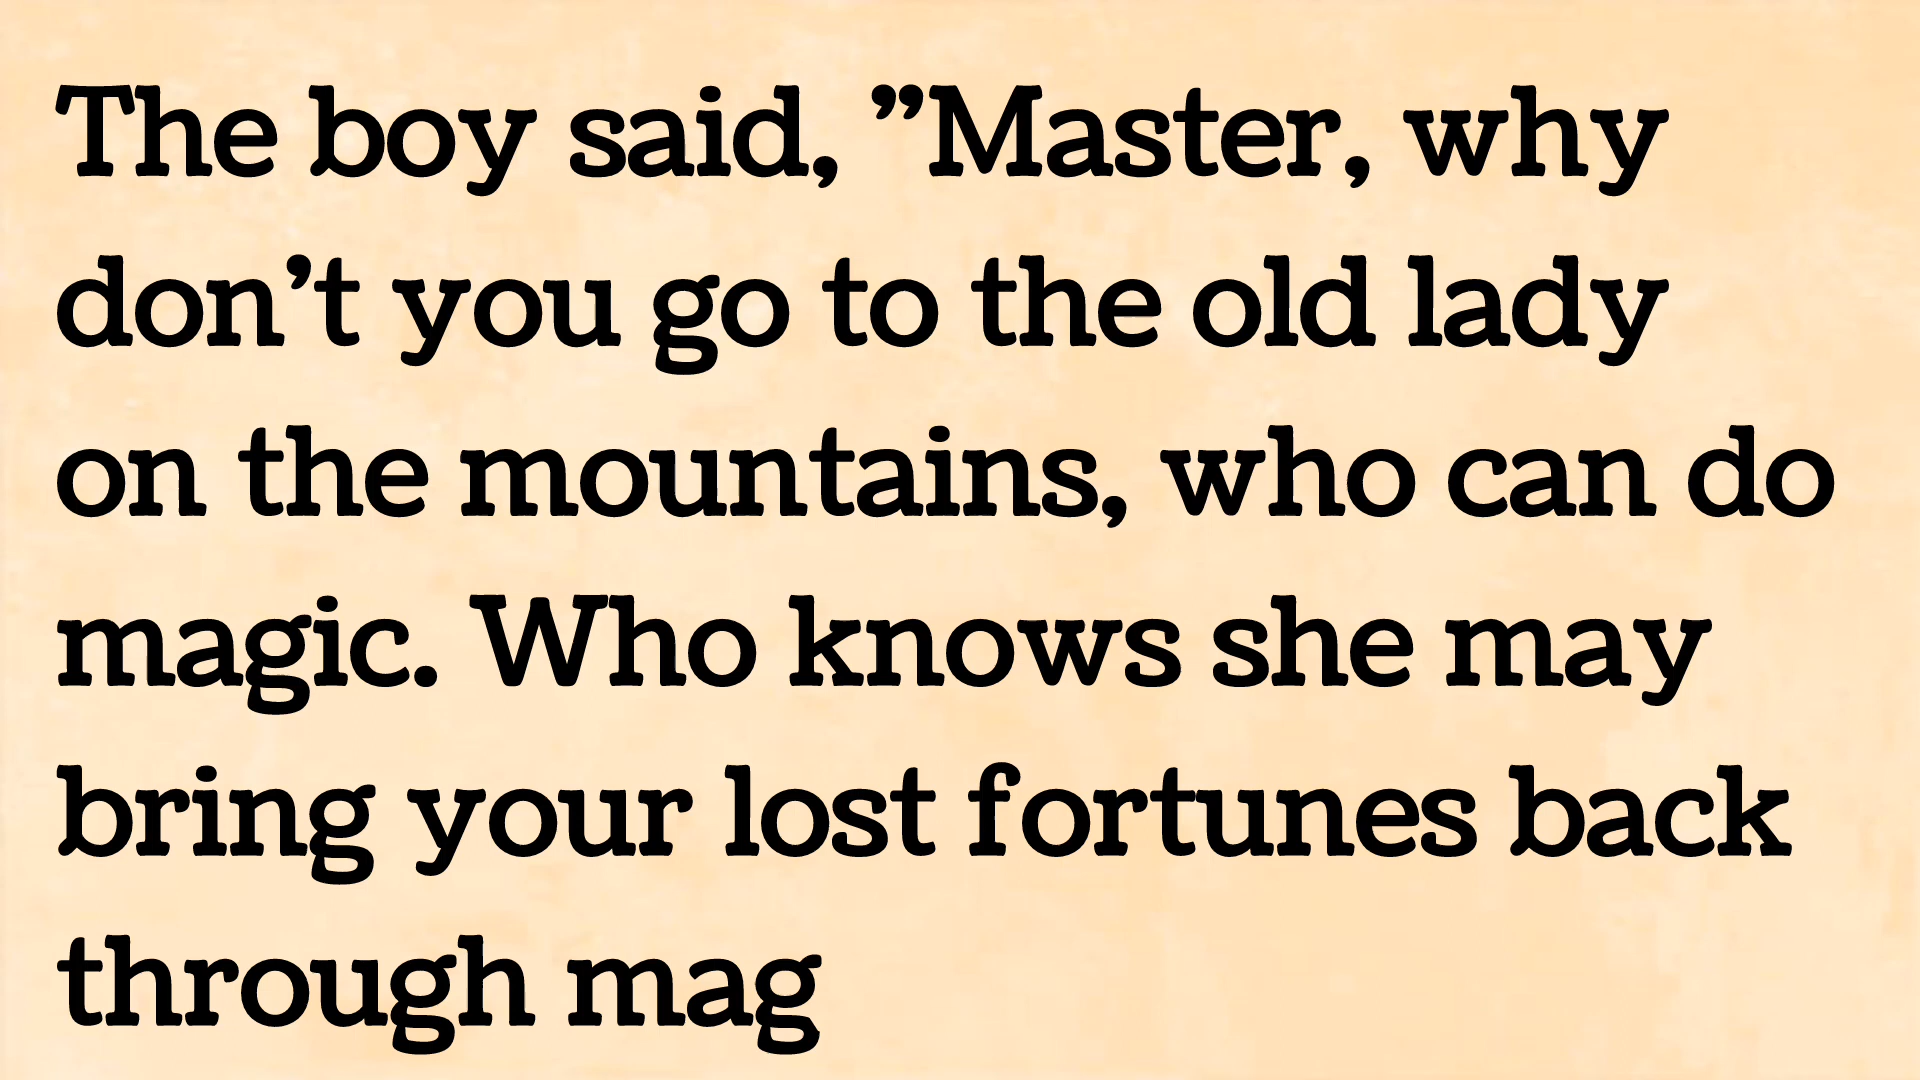 The boy said, ”Master, why
don’t you go to the old lady
on the mountains, who can do
magic. Who knows she may
bring your lost fortunes back
through mag